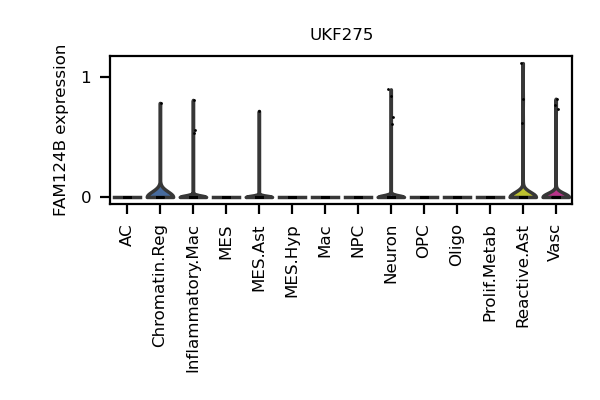 UKF275
FAM124B expression
1
0
AC
Chromatin.Reg
Inflammatory.Mac
MES
MES.Ast
MES.Hyp
Mac
NPC
Neuron
OPC
Oligo
Prolif.Metab
Reactive.Ast
Vasc